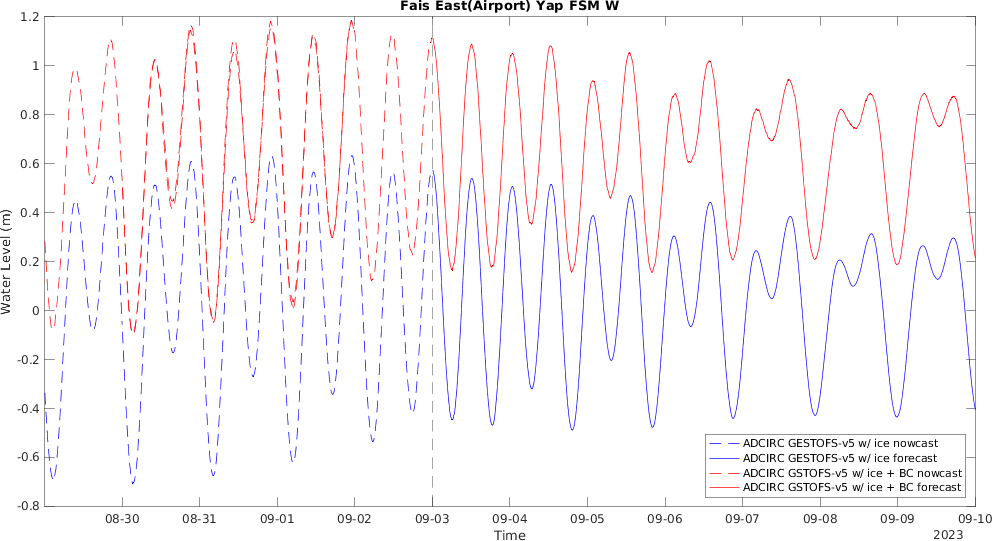 Fais East(Airport) Yap FSM W
1.2
1
0.8
0.6
0.4
0.2
0
-0.2
-0.4
-0.6
-0.8
Water Level (m)
ADCIRC GESTOFS-v5 w/ ice nowcast
ADCIRC GESTOFS-v5 w/ ice forecast
ADCIRC GSTOFS-v5 w/ ice + BC nowcast
ADCIRC GSTOFS-v5 w/ ice + BC forecast
08-30 08-31 09-01 09-02 09-03 09-04 09-05 09-06 09-07 09-08 09-09 09-10
Time
2023